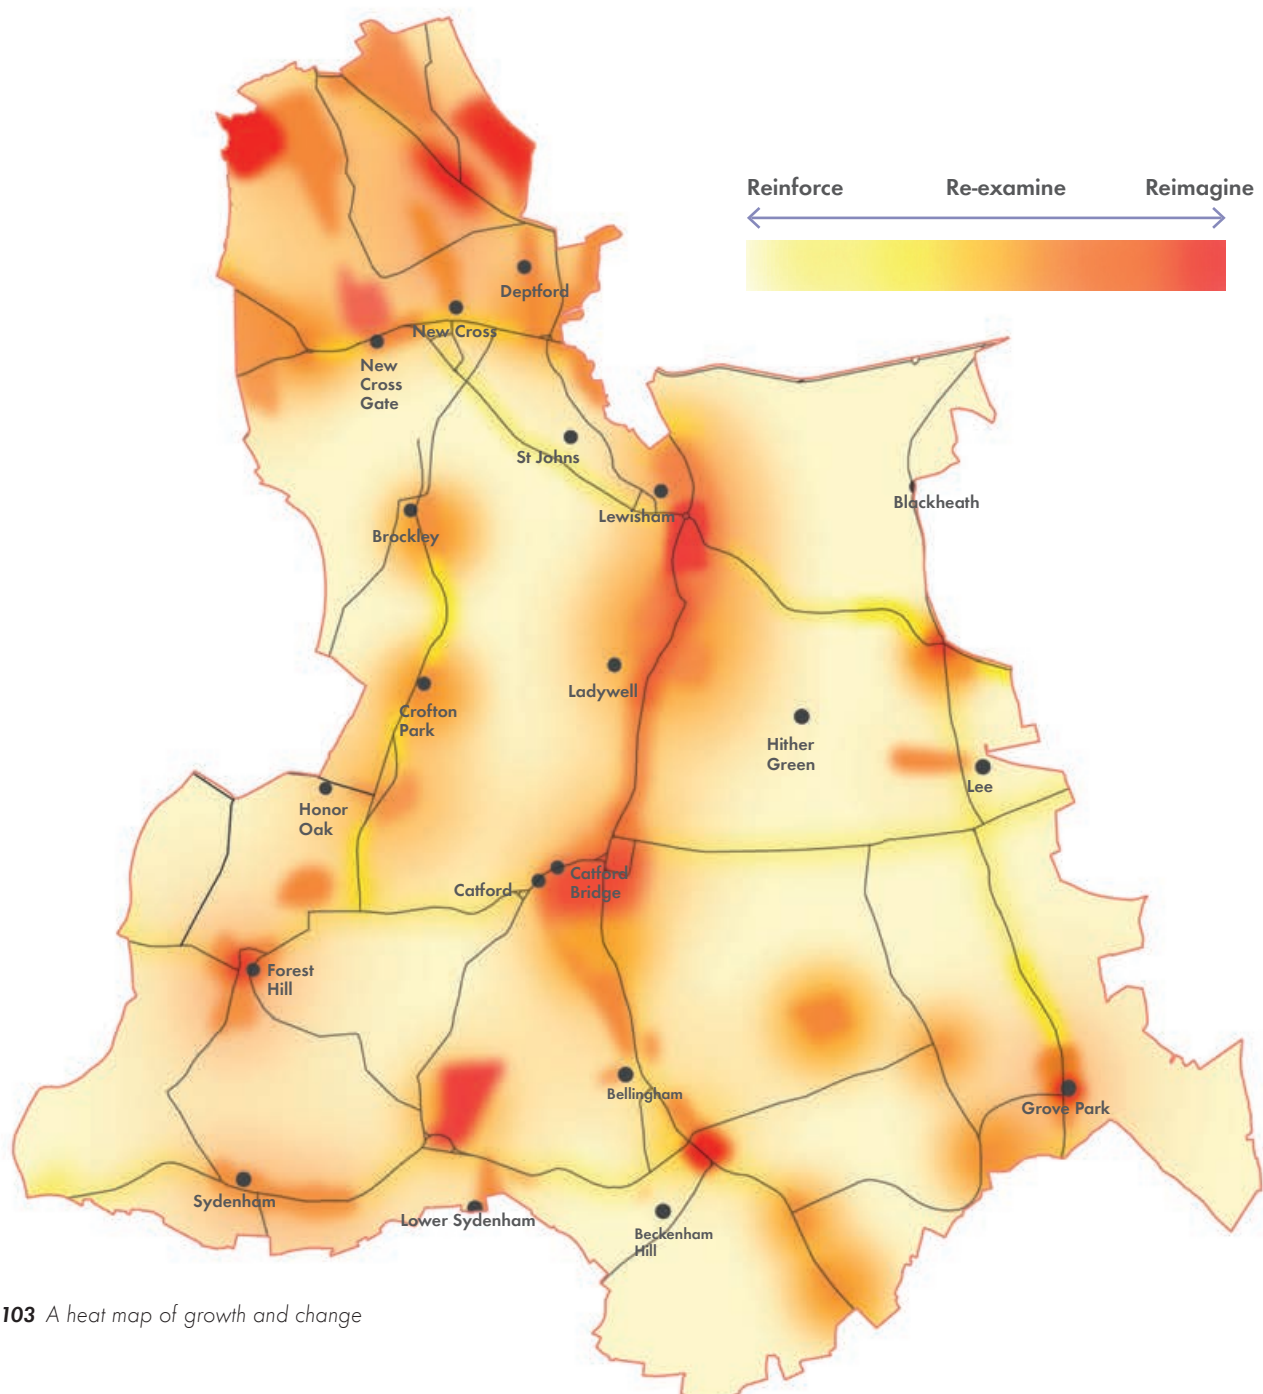 Reinforce Re-examine Reimagine
Deptford
New Cross
New
Cross
Gate
St Johns
Lewisham
Blackheath
Brockley
Ladywell
Crofton
Park
Hither
Green
Lee
Honor
Oak
Catford
Catford
Bridge
Forest
Hill
Bellingham
Grove Park
Sydenham
Lower Sydenham
Beckenham
Hill
103 A heat map of growth and change